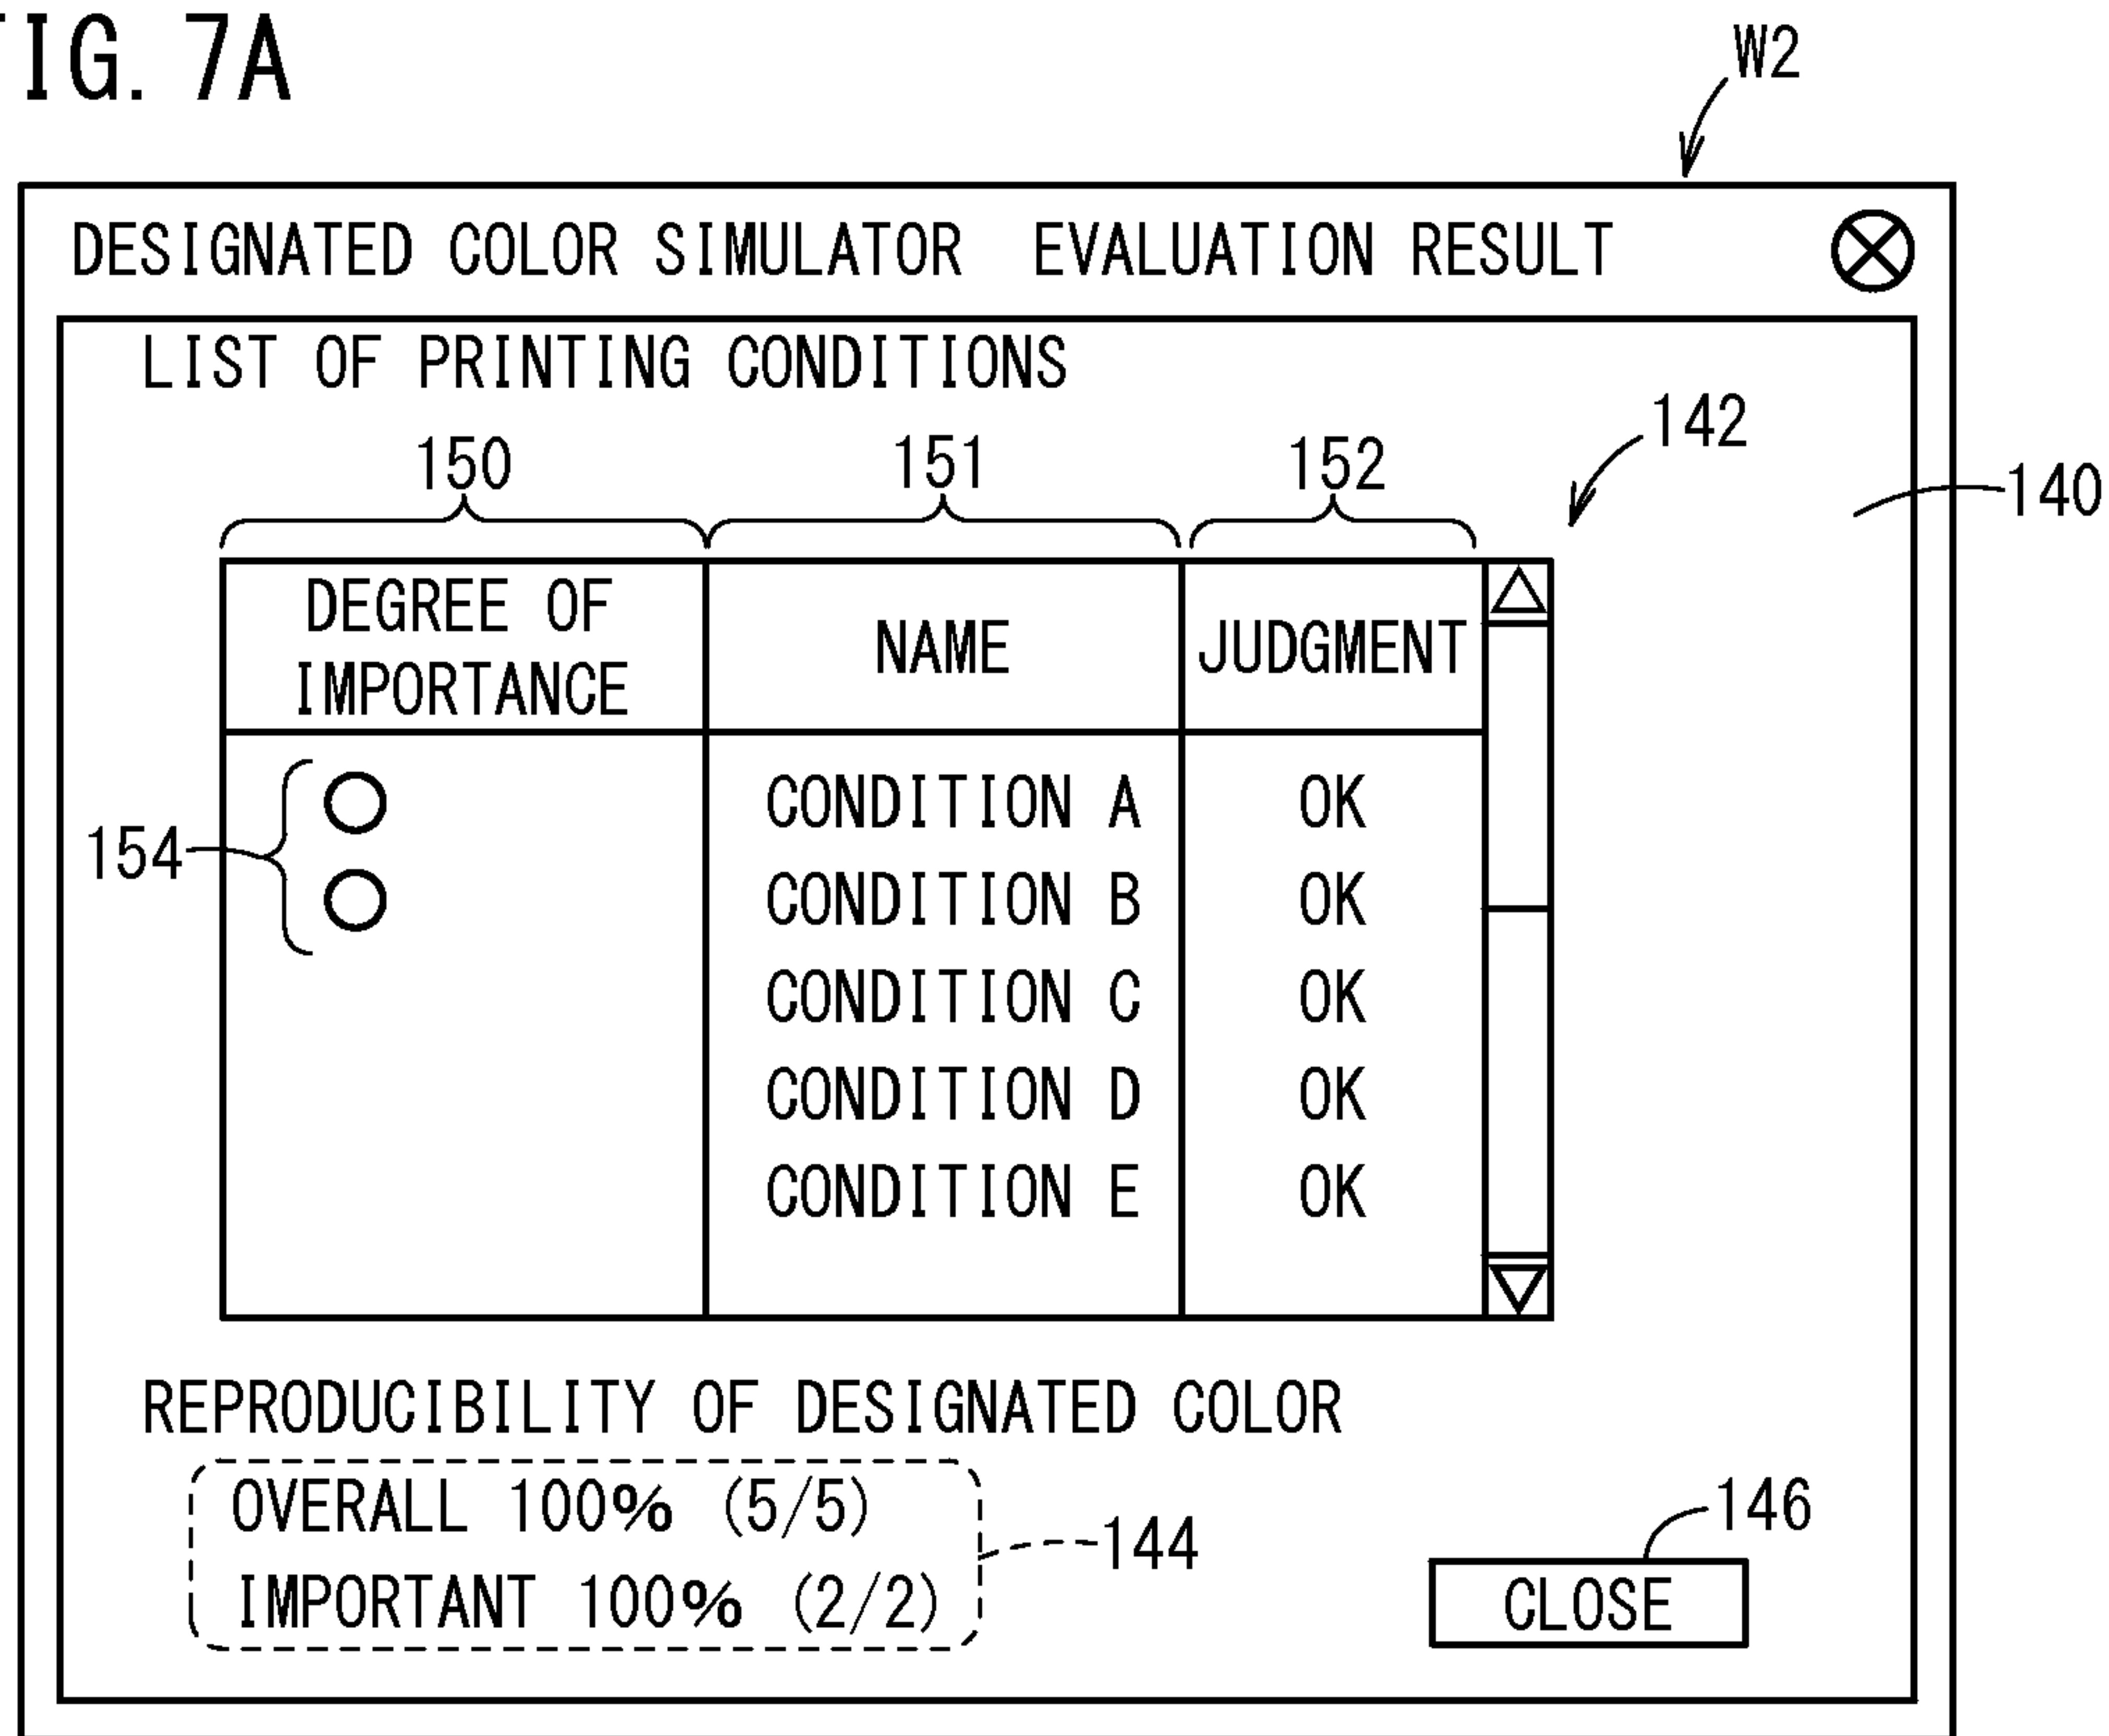 IG. 7A
W2
DESIGNATED COLOR SIMULATOR EVALUATION RESULT
LIST OF PRINTING CONDITIONS
142
150 151 152
140
DEGREE OF
IMPORTANCE
NAME
JUDGMENT
CONDITION A OK
154
CONDITION B OK
CONDITION C OK
CONDITION D OK
CONDITION E OK
REPRODUCIBILITY OF DESIGNATED COLOR
OVERALL 100% (5/5)
146
144
IMPORTANT 100% (2/2)
CLOSE